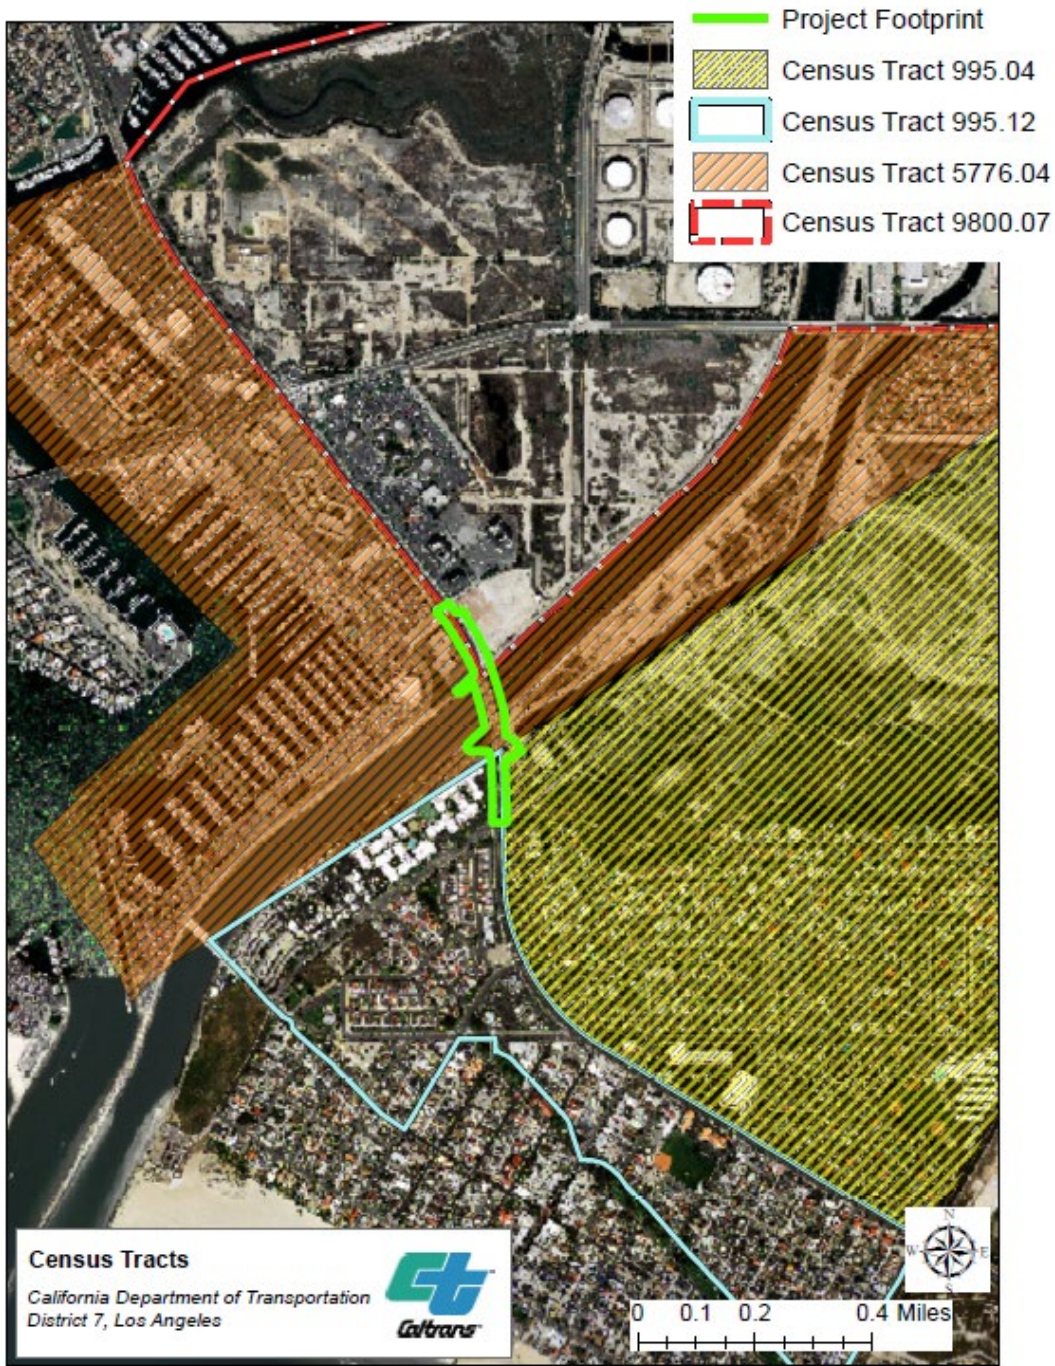 Project Footprint
Census Tract 995.04
Census Tract 995.12
Census Tract 5776.04
Census Tract 9800.07
Census Tracts
California Department of Transportation
District 7, Los Angeles
ct
Caltrans
N
W E
S
0 0.1 0.2 0.4 Miles